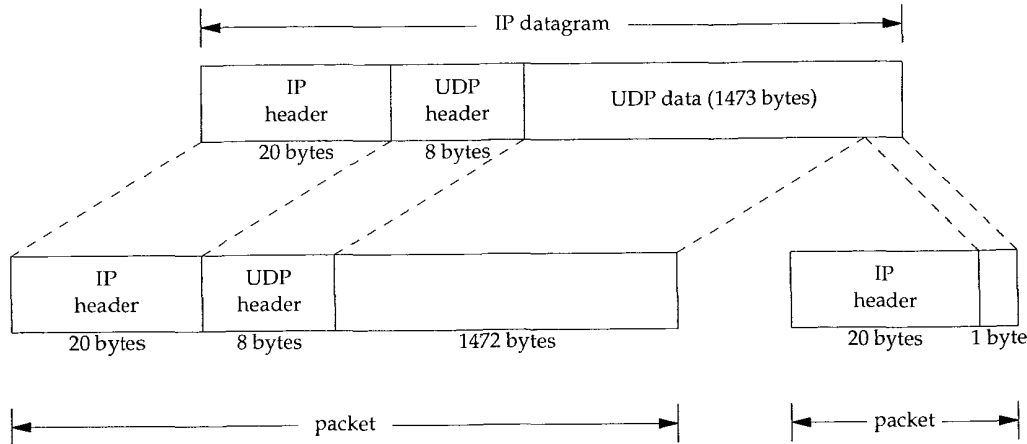 IP datagram
IP
header
UDP
header
UDP data (1473 bytes)
20 bytes
8 bytes
IP
header
UDP
header
IP
header
20 bytes
8 bytes
1472 bytes
20 bytes
1 byte
packet
packet